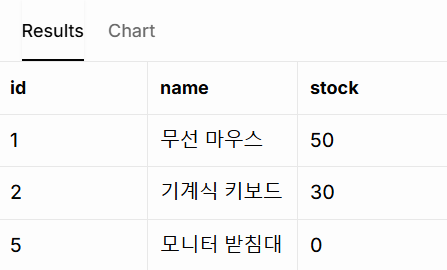 Results Chart
id name stock
1 무선 마우스 50
2 기계식 키보드 30
5 모니터 받침대 0